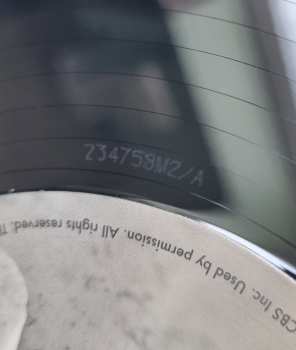 234758M2/A
CBS Inc. Used by permission. All rights reserved. T